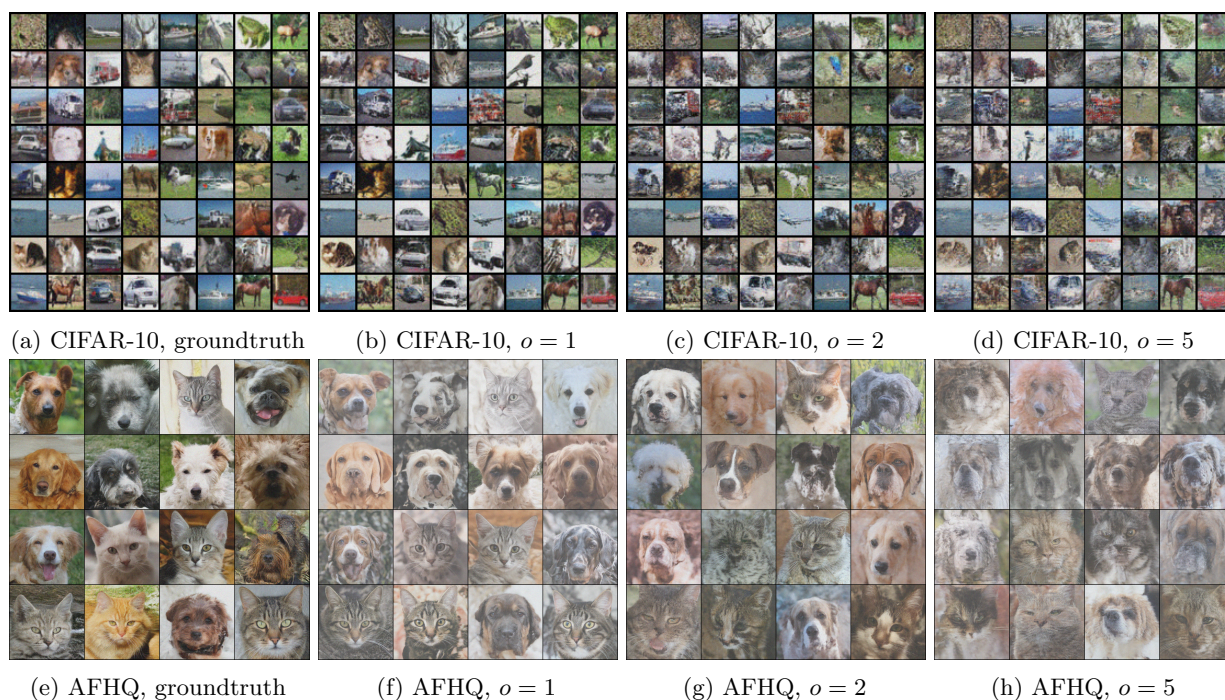 (a) CIFAR-10, groundtruth
(b) CIFAR-10, o = 1
(c) CIFAR-10, o = 2
(d) CIFAR-10, o = 5
(e) AFHQ, groundtruth
(f) AFHQ, o = 1
(g) AFHQ, o = 2
(h) AFHQ, o = 5